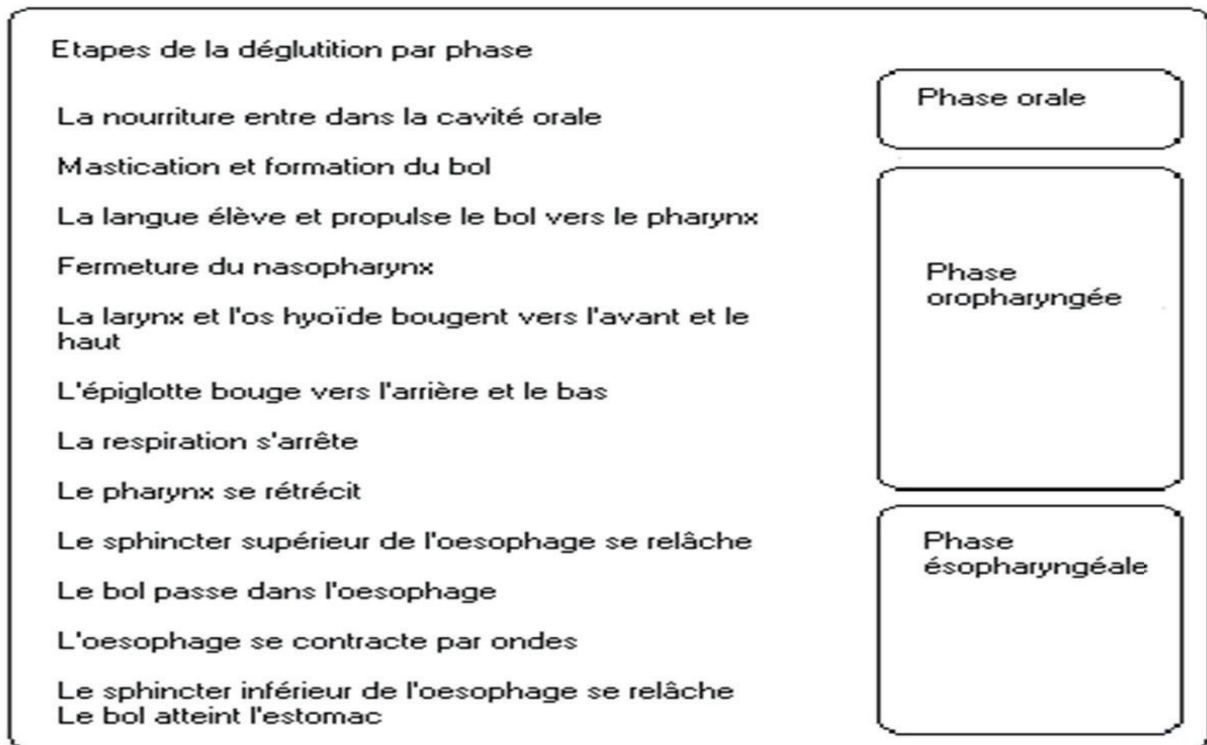 Etapes de la déglutition par phase
Phase orale
La nourriture entre dans la cavité orale
Mastication et formation du bol
La langue élève et propulse le bol vers le pharynx
Fermeture du nasopharynx
Phase
oropharyngée
La larynx et l'os hyoïde bougent vers l'avant et le
haut
L'épiglotte bouge vers l'arrière et le bas
La respiration s'arrête
Le pharynx se rétrécit
Le sphincter supérieur de l'oesophage se relâche
Phase
ésopharyngéale
Le bol passe dans l'oesophage
L'oesophage se contracte par ondes
Le sphincter inférieur de l'oesophage se relâche
Le bol atteint l'estomac